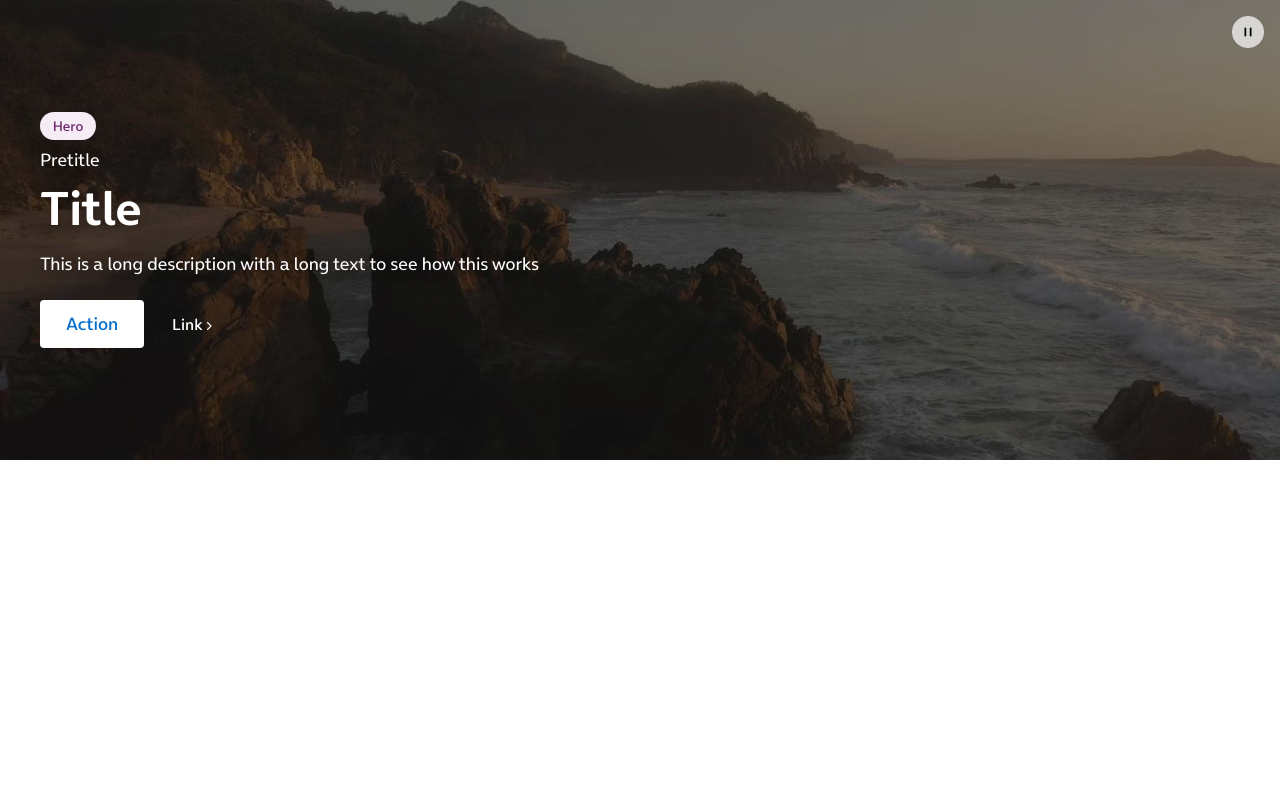 Hero
Pretitle
Title
This is a long description with a long text to see how this works
Action
Link